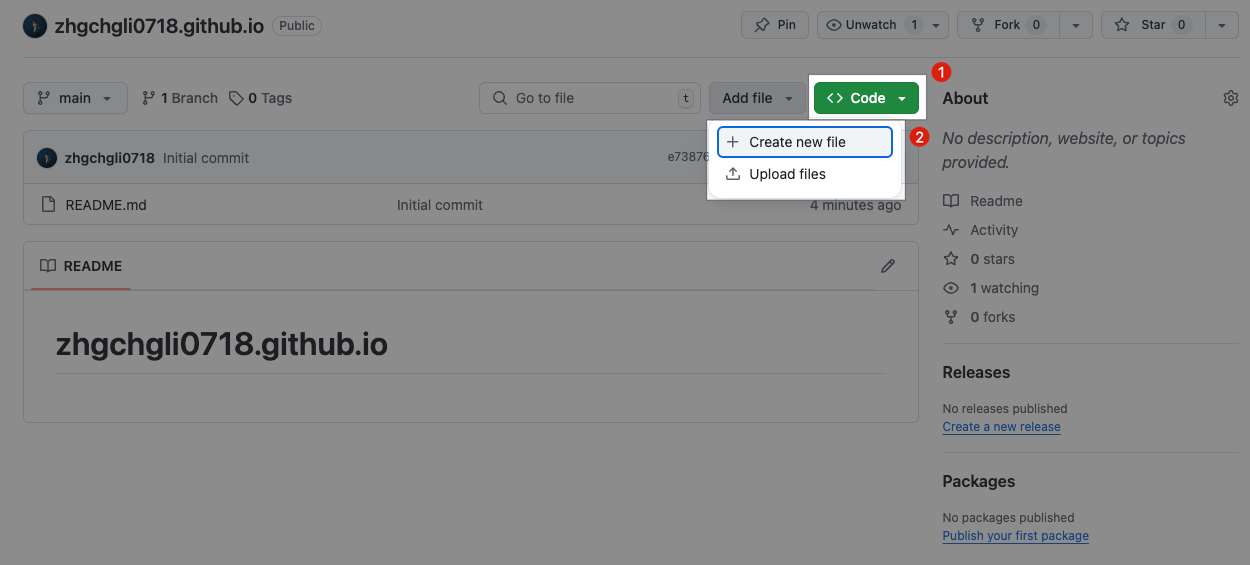 zhgchgli0718.github.io Public
Pin Unwatch 1 Fork 0 Star 0
main 1 Branch 0 Tags Go to file t Add file <> Code 1
Create new file 2
Upload files
zhgchgli0718 Initial commit e73876
README.md Initial commit 4 minutes ago
README
zhgchgli0718.github.io
About
No description, website, or topics
provided.
Readme
Activity
0 stars
1 watching
0 forks
Releases
No releases published
Create a new release
Packages
No packages published
Publish your first package